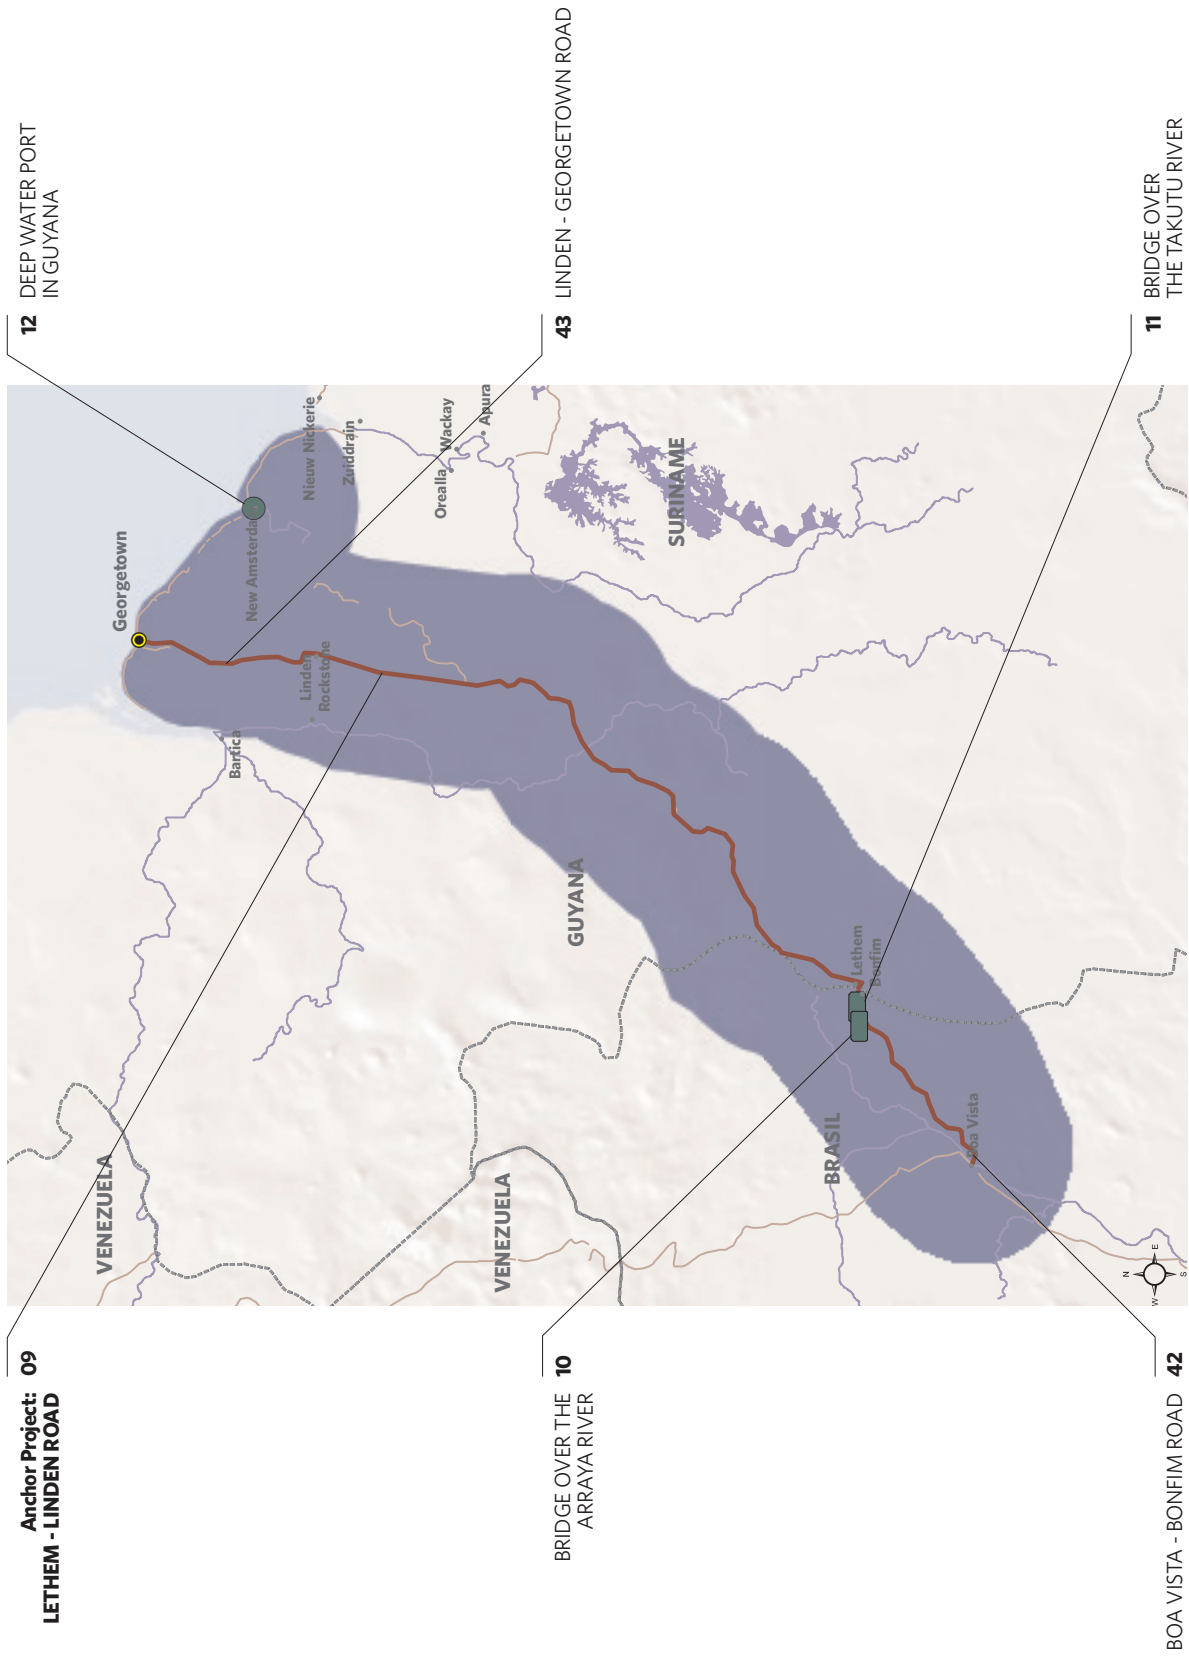 Anchor Project: 09
LETHEM - LINDEN ROAD
12 DEEP WATER PORT
IN GUYANA
VENEZUELA
Georgetown
Bartica
New Amsterda
Linden
Rockstone
Nieuw Nickerie
Zuiddrain
Orealla
Wackay
Apura
VENEZUELA
GUYANA
SURINAME
BRIDGE OVER THE 10
ARRAYA RIVER
43 LINDEN - GEORGETOWN ROAD
BRASIL
Lethem
Bonfim
Boa Vista
N
W E
S
11 BRIDGE OVER
THE TAKUTU RIVER
BOA VISTA - BONFIM ROAD 42